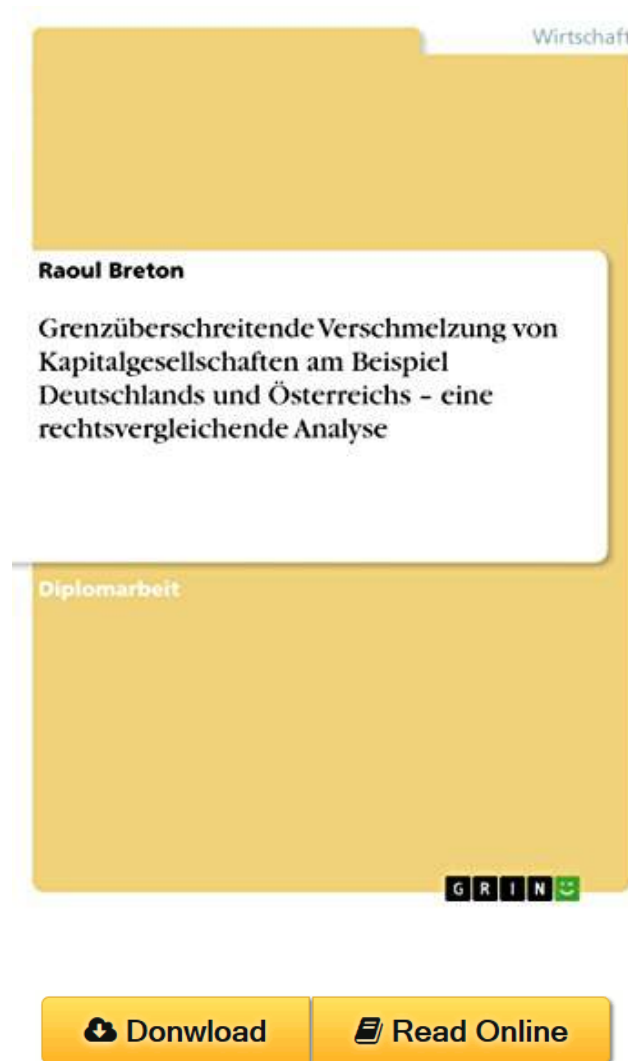 Wirtschaft
Raoul Breton
Grenzüberschreitende Verschmelzung von
Kapitalgesellschaften am Beispiel
Deutschlands und Österreichs – eine
rechtsvergleichende Analyse
Diplomarbeit
GRIN
Donwload
Read Online